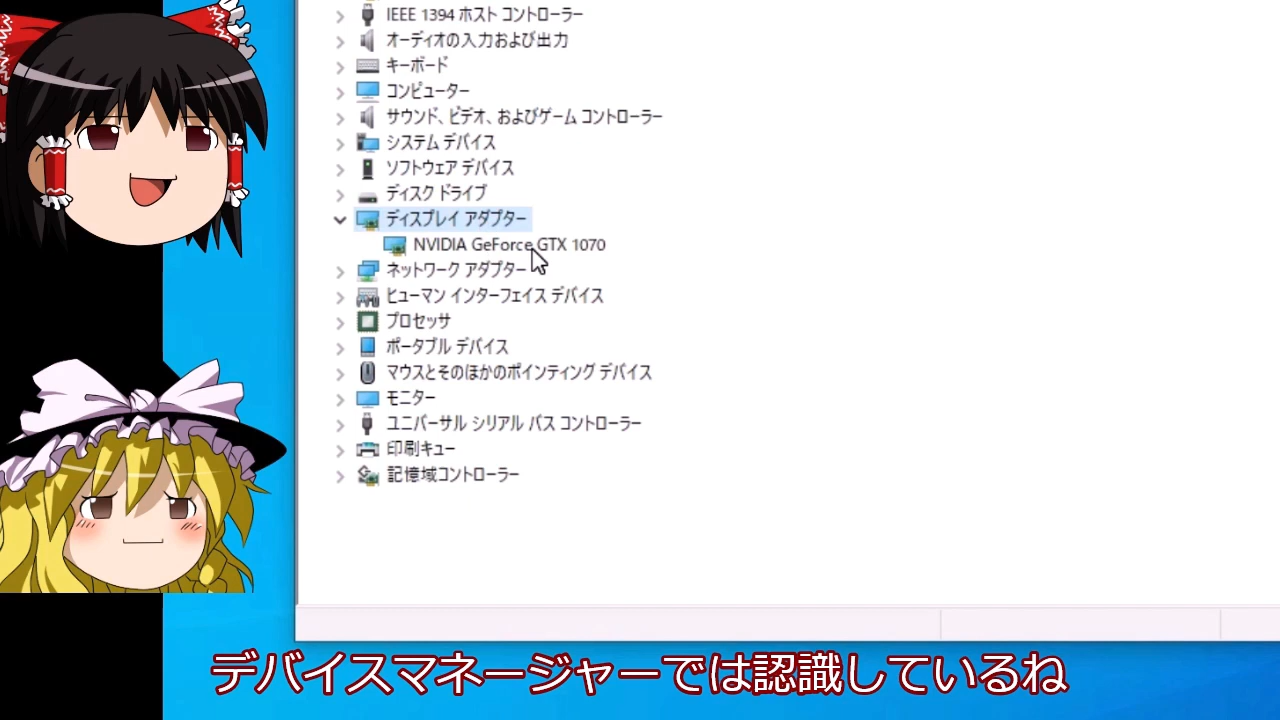 IEEE 1394 ホスト コントローラー
オーディオの入力および出力
キーボード
コンピューター
サウンド、ビデオ、およびゲーム コントローラー
システム デバイス
ソフトウェア デバイス
ディスク ドライブ
ディスプレイ アダプター
NVIDIA GeForce GTX 1070
ネットワーク アダプター
ヒューマン インターフェイス デバイス
プロセッサ
ポータブル デバイス
マウスとそのほかのポインティング デバイス
モニター
ユニバーサル シリアル バス コントローラー
印刷キュー
記憶域コントローラー
デバイスマネージャーでは認識しているね